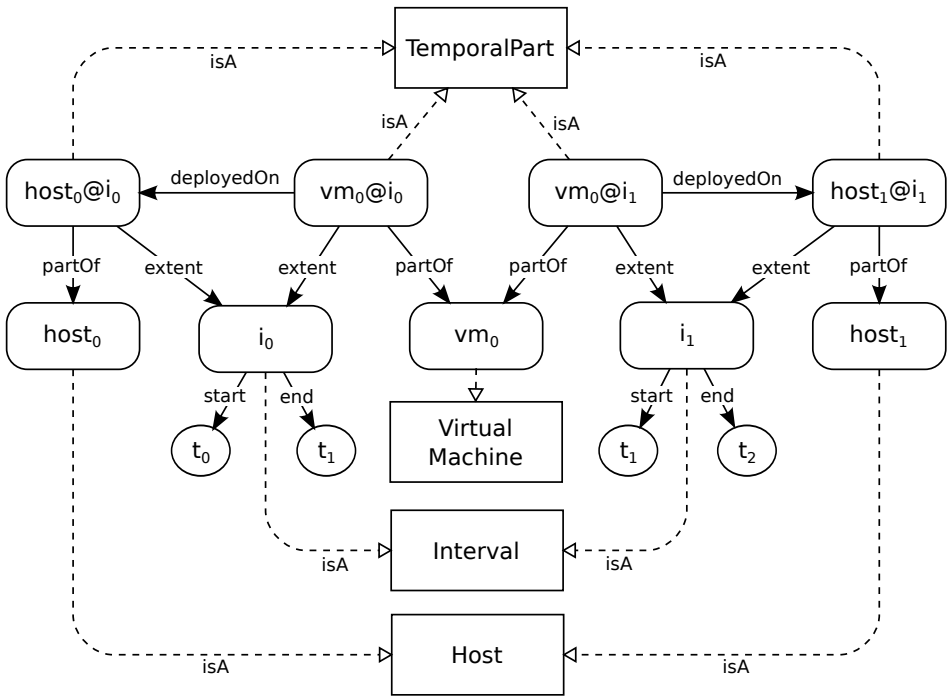 TemporalPart
isA
isA
isA
isA
host₀@i₀
deployedOn
vm₀@i₀
vm₀@i₁
deployedOn
host₁@i₁
partOf
extent
extent
partOf
partOf
extent
extent
partOf
host₀
i₀
vm₀
i₁
host₁
start
end
start
end
t₀
t₁
Virtual
Machine
t₁
t₂
Interval
isA
isA
Host
isA
isA